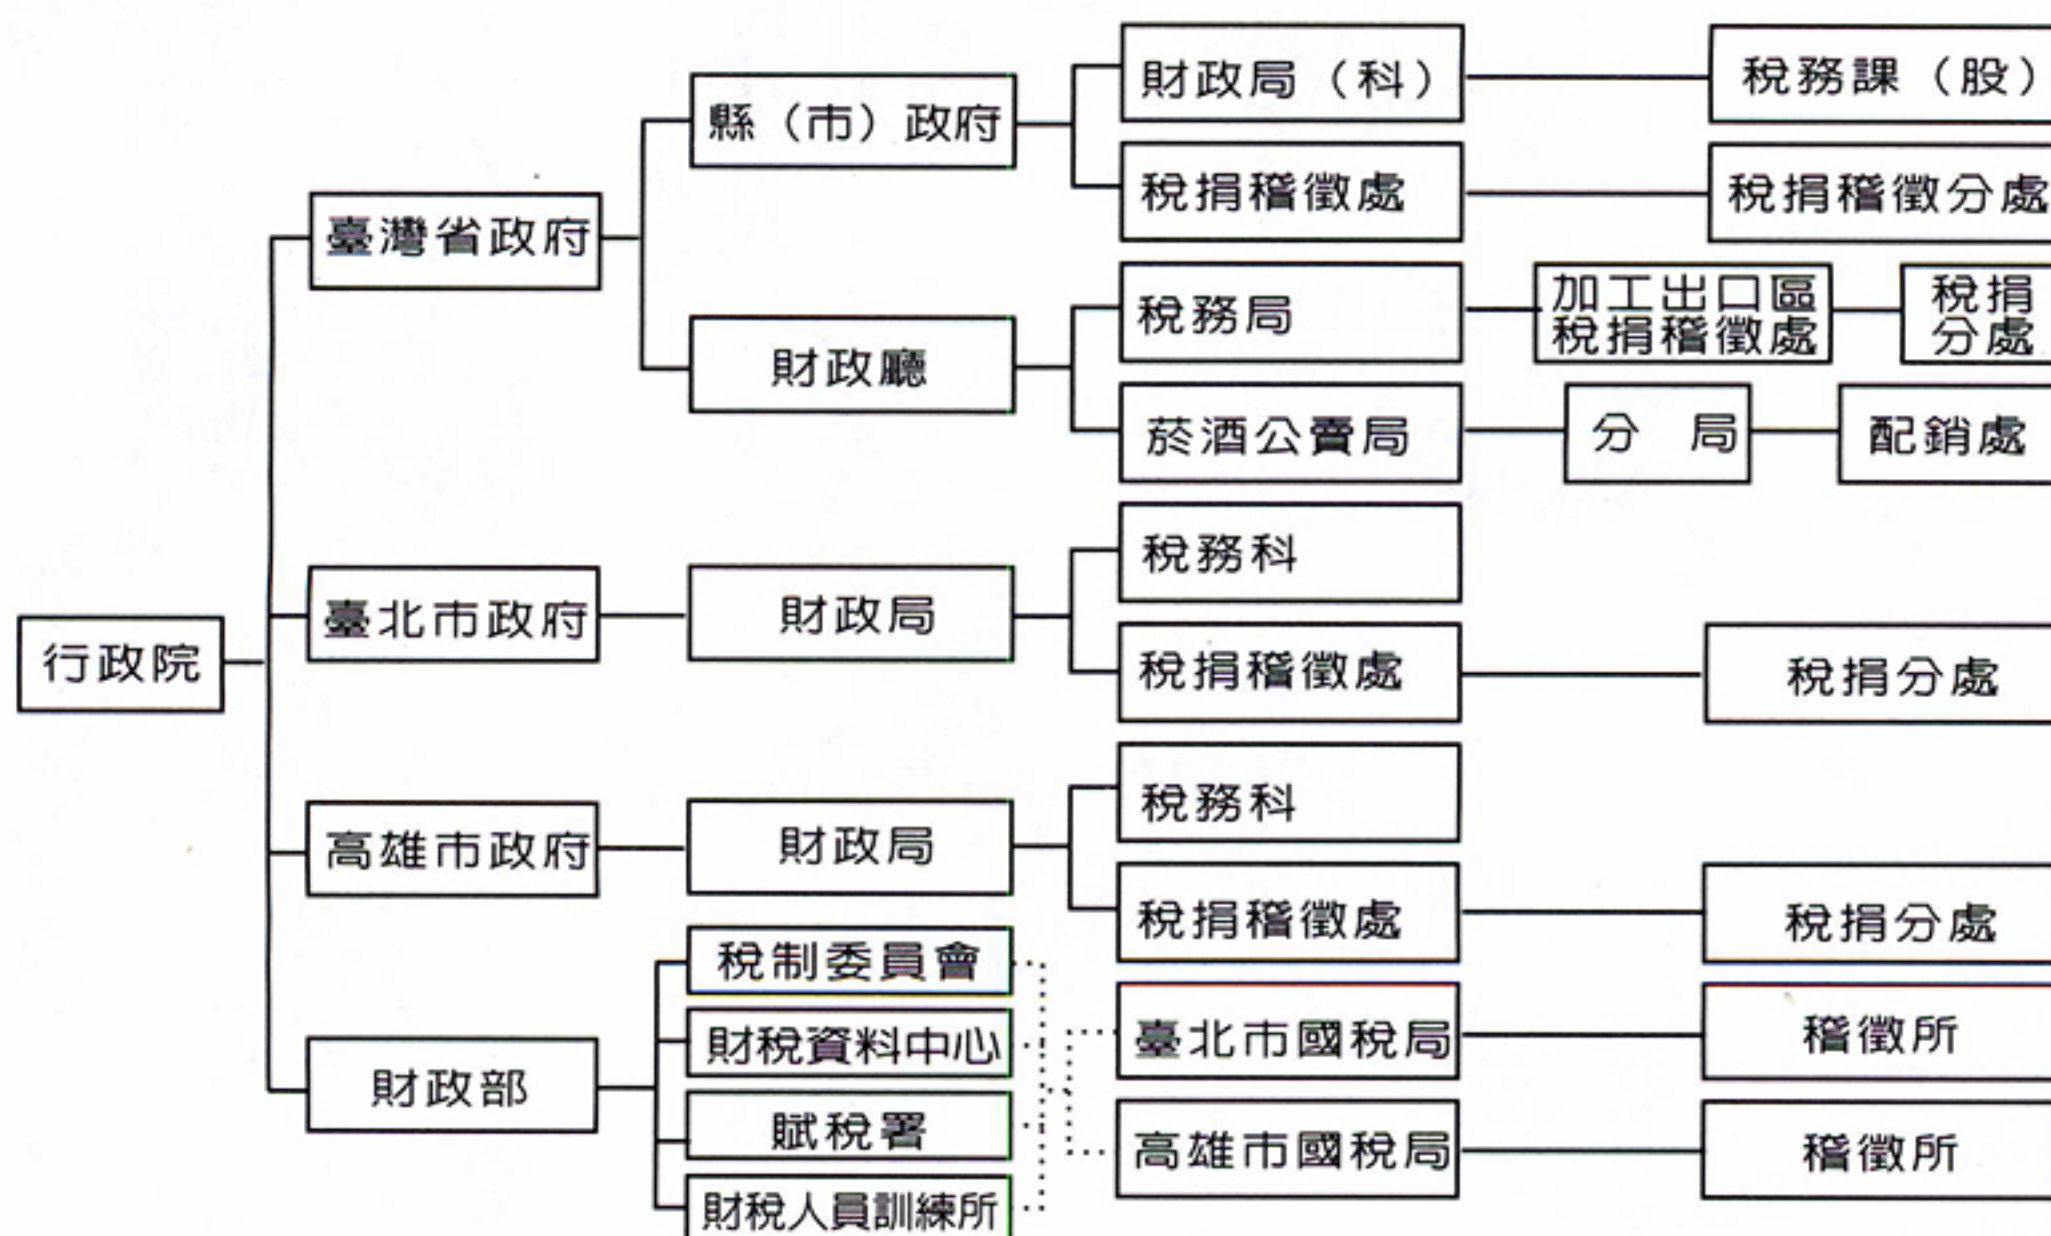 行政院
臺灣省政府
縣（市）政府
財政局（科）
稅務課（股）
稅捐稽徵處
稅捐稽徵分處
財政廳
稅務局
加工出口區
稅捐稽徵處
稅捐
分處
菸酒公賣局
分 局
配銷處
臺北市政府
財政局
稅務科
稅捐稽徵處
稅捐分處
高雄市政府
財政局
稅務科
稅捐稽徵處
稅捐分處
財政部
稅制委員會
財稅資料中心
賦稅署
財稅人員訓練所
臺北市國稅局
稽徵所
高雄市國稅局
稽徵所